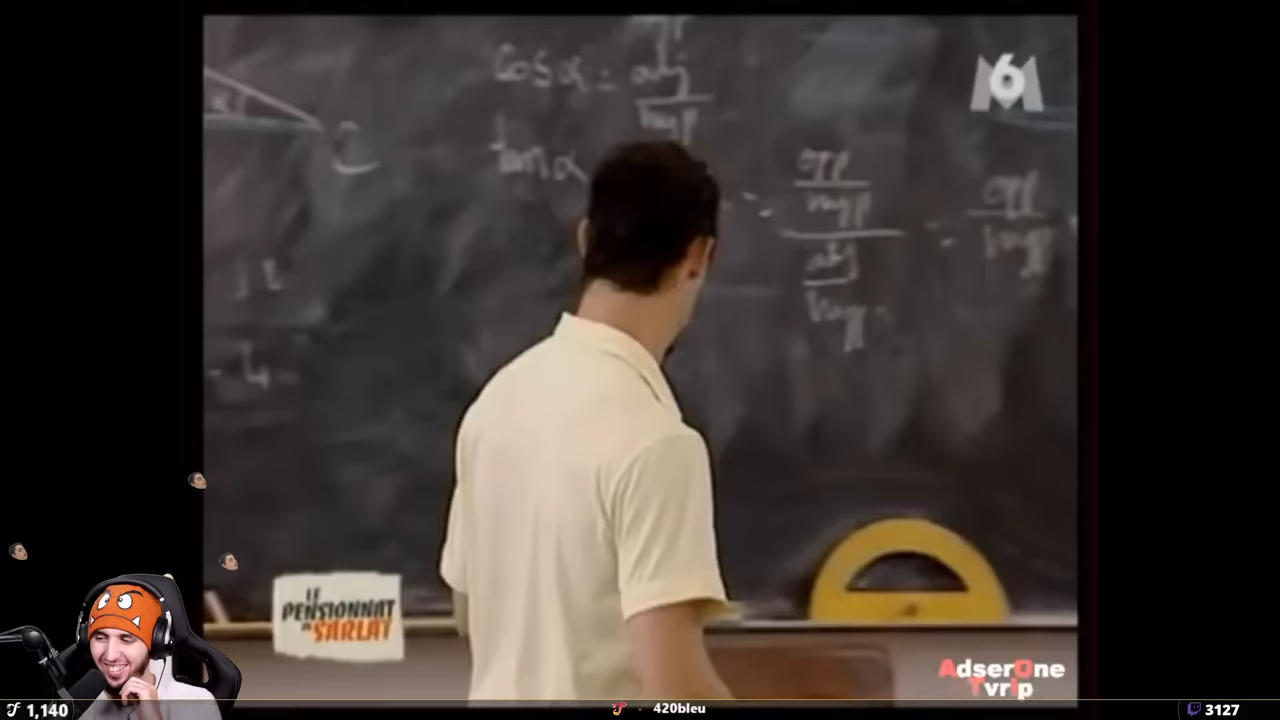 6
M
cos α = adj
hyp
tan α
= opp
hyp
adj
hyp
= opp
hyp
C
LE
PENSIONNAT
DE
SARLAT
AdserOne
Tvrip
1,140
420bleu
3127